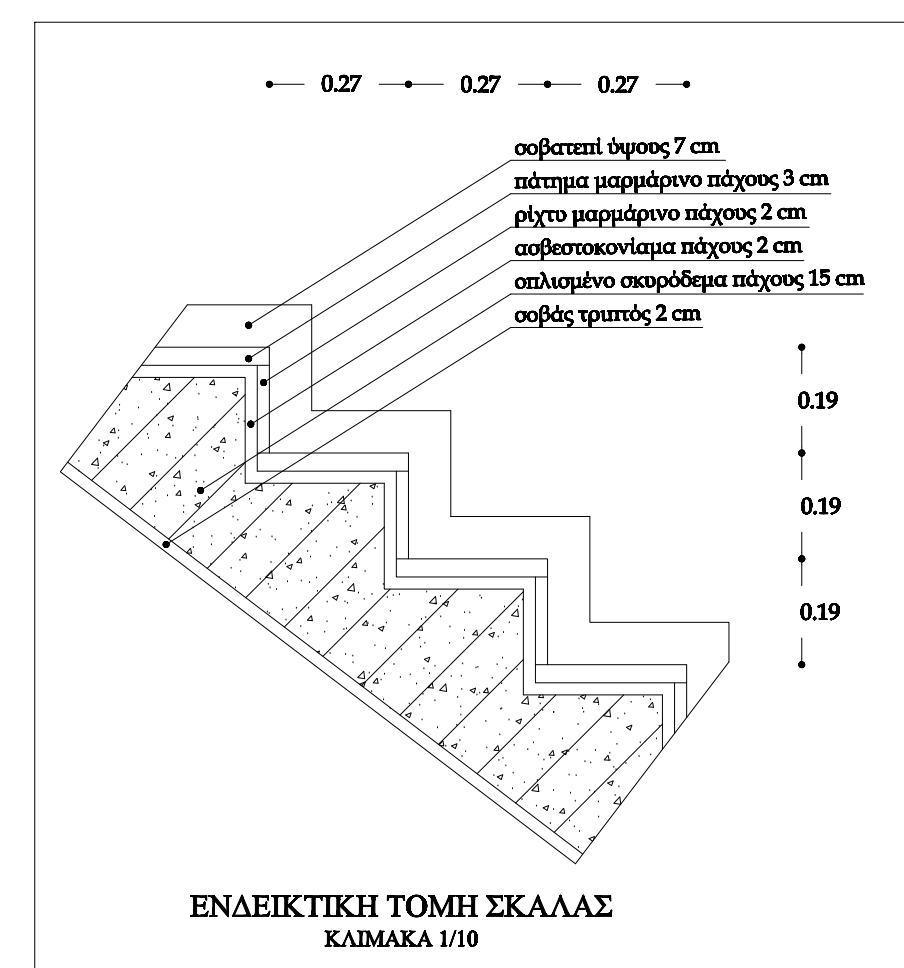 0.27 0.27 0.27
σοβατεπί ύψους 7 cm
πάτημα μαρμάρινο πάχους 3 cm
ρίχτυ μαρμάρινο πάχους 2 cm
ασβεστοκονίαμα πάχους 2 cm
οπλισμένο σκυρόδεμα πάχους 15 cm
σοβάς τριπτός 2 cm
0.19
0.19
0.19
ΕΝΔΕΙΚΤΙΚΗ ΤΟΜΗ ΣΚΑΛΑΣ
ΚΛΙΜΑΚΑ 1/10